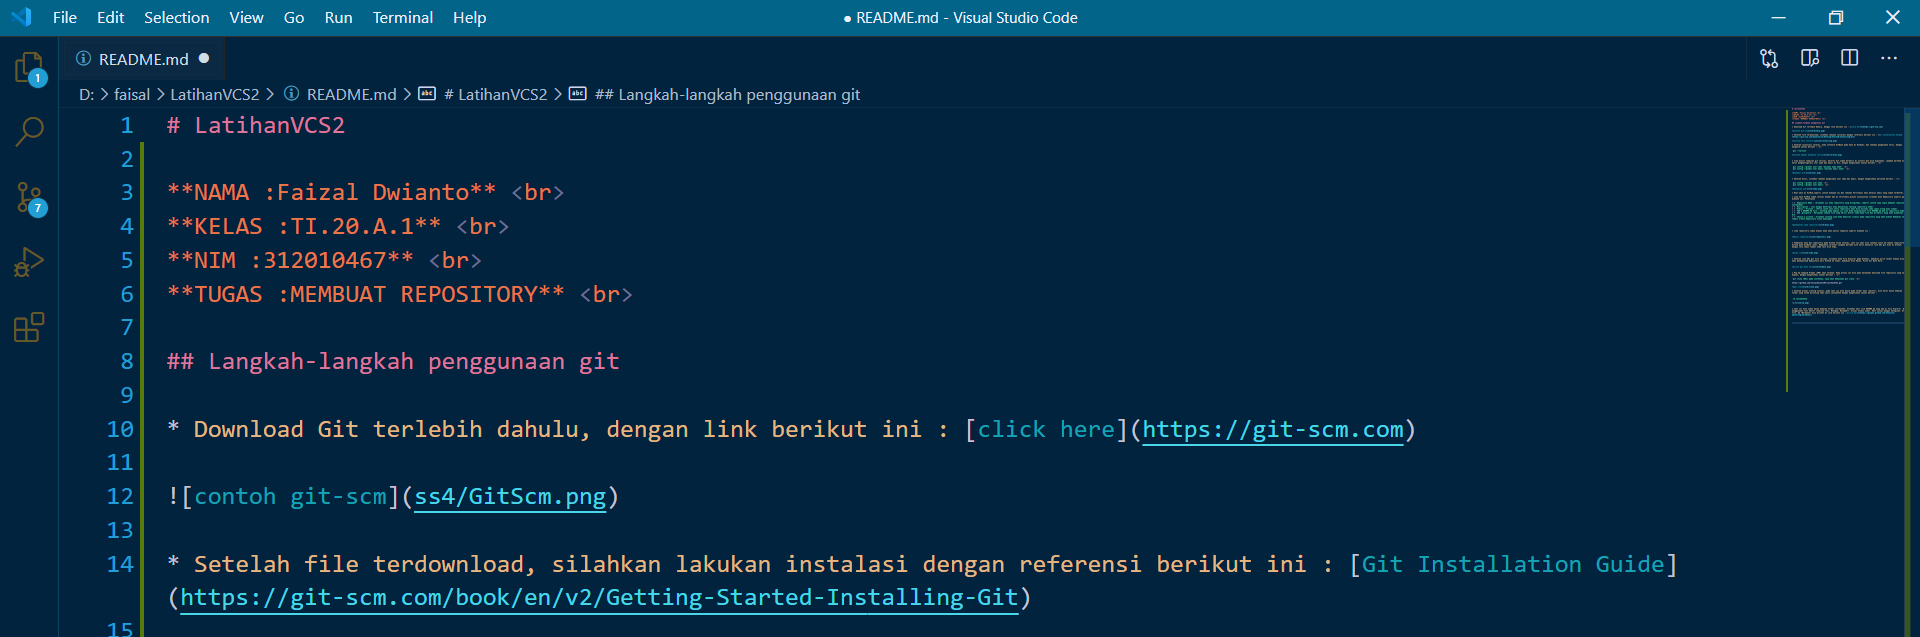 File Edit Selection View Go Run Terminal Help ● README.md - Visual Studio Code
README.md ●
D: > faisal > LatihanVCS2 > README.md > # LatihanVCS2 > ## Langkah-langkah penggunaan git
1 # LatihanVCS2
2
3 **NAMA :Faizal Dwianto** <br>
4 **KELAS :TI.20.A.1** <br>
5 **NIM :312010467** <br>
6 **TUGAS :MEMBUAT REPOSITORY** <br>
7
8 ## Langkah-langkah penggunaan git
9
10 * Download Git terlebih dahulu, dengan link berikut ini : [click here](https://git-scm.com)
11
12 ![contoh git-scm](ss4/GitScm.png)
13
14 * Setelah file terdownload, silahkan lakukan instalasi dengan referensi berikut ini : [Git Installation Guide]
(https://git-scm.com/book/en/v2/Getting-Started-Installing-Git)
15
1
7